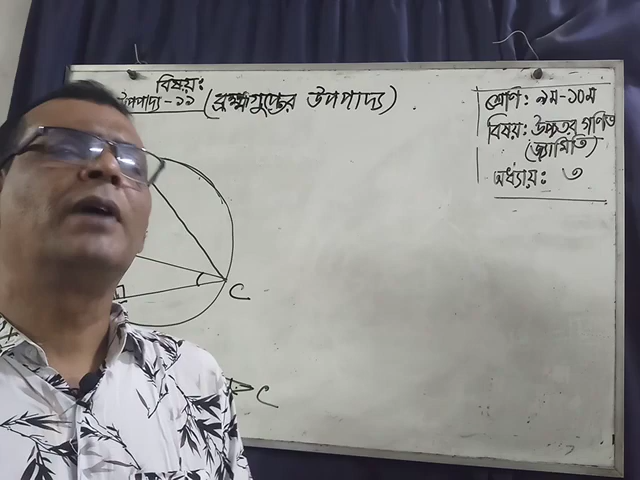 বিষয়:
উপপাদ্য - ১১ (ব্রহ্মগুপ্তের উপপাদ্য)
শ্রেণি: ৯ম-১০ম
বিষয়: উচ্চতর গণিত
(জ্যামিতি)
অধ্যায়: ৩
C
C